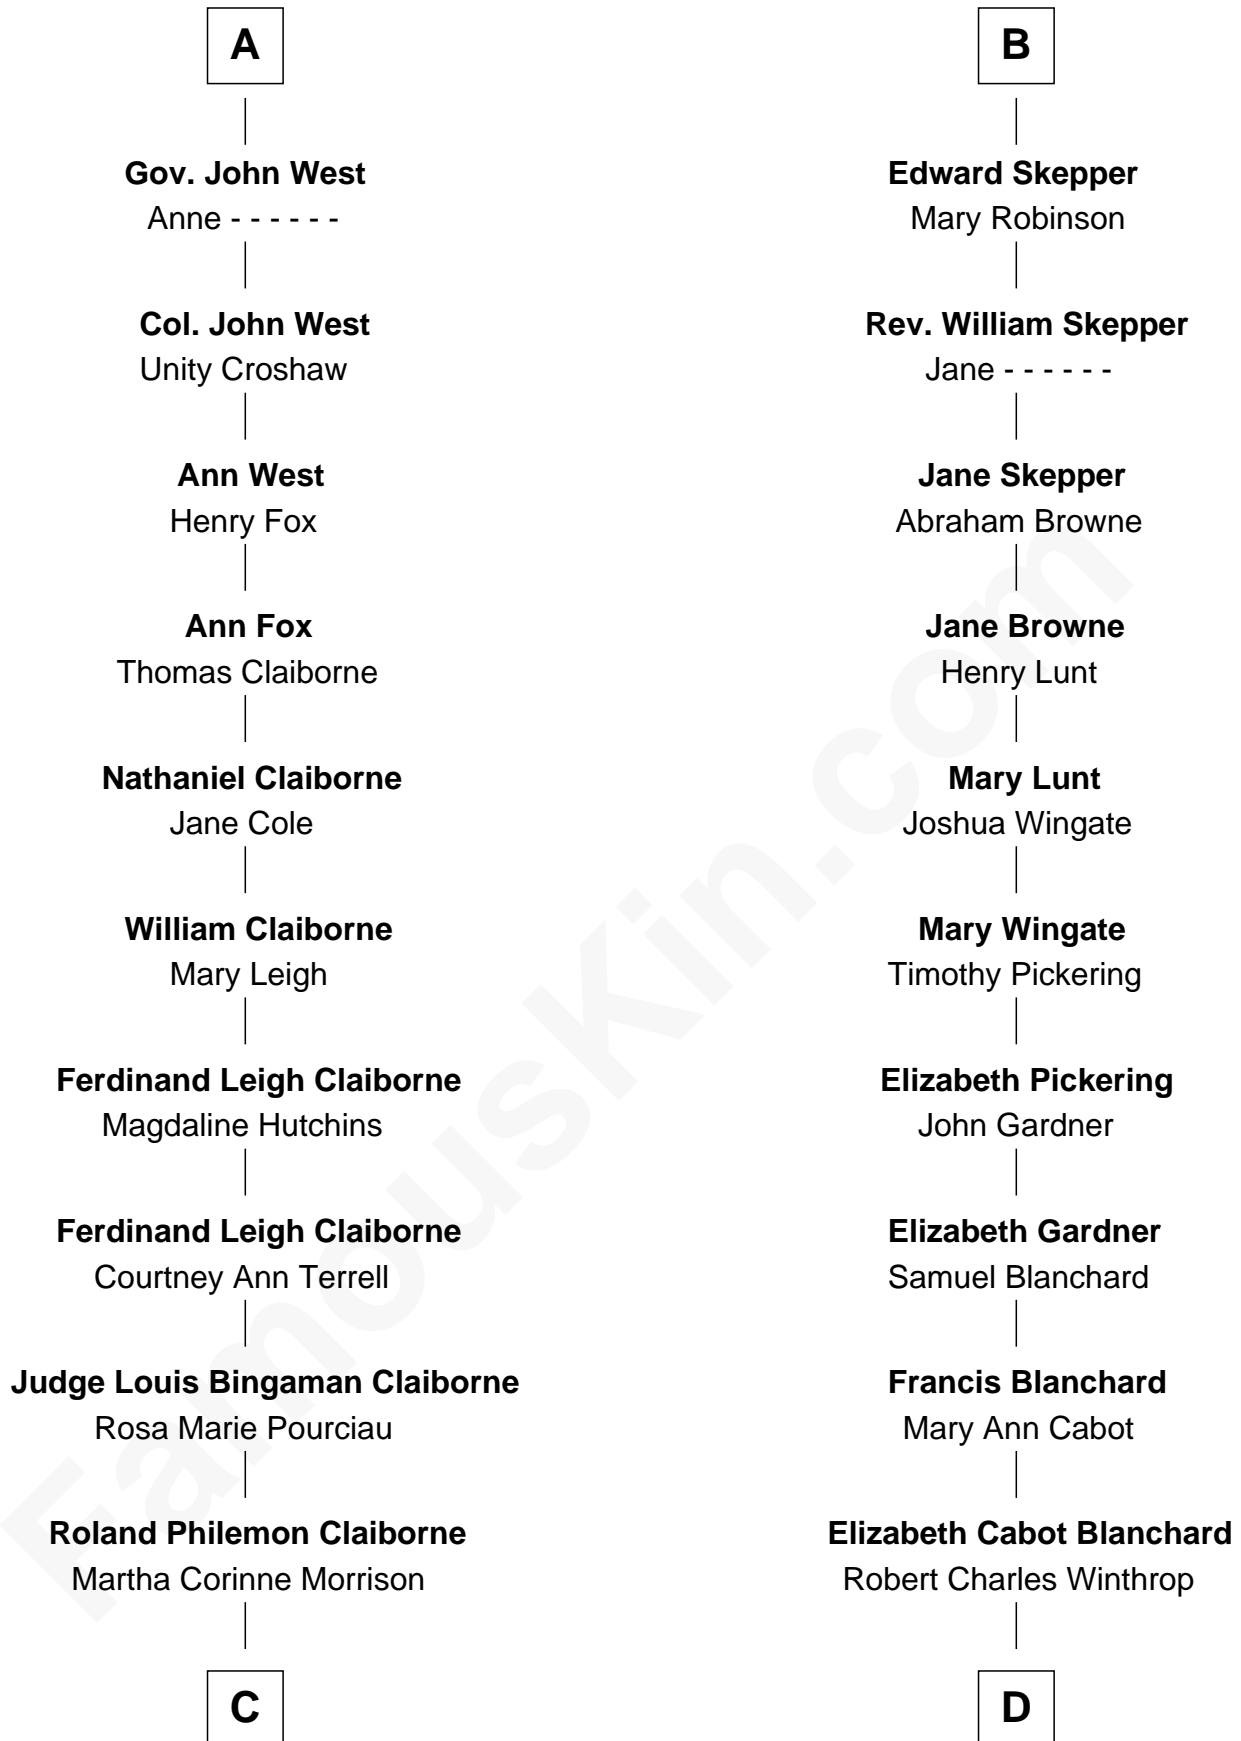 A
Gov. John West
Anne - - - - - -
Col. John West
Unity Croshaw
Ann West
Henry Fox
Ann Fox
Thomas Claiborne
Nathaniel Claiborne
Jane Cole
William Claiborne
Mary Leigh
Ferdinand Leigh Claiborne
Magdaline Hutchins
Ferdinand Leigh Claiborne
Courtney Ann Terrell
Judge Louis Bingaman Claiborne
Rosa Marie Pourciau
Roland Philemon Claiborne
Martha Corinne Morrison
C
B
Edward Skepper
Mary Robinson
Rev. William Skepper
Jane - - - - - -
Jane Skepper
Abraham Browne
Jane Browne
Henry Lunt
Mary Lunt
Joshua Wingate
Mary Wingate
Timothy Pickering
Elizabeth Pickering
John Gardner
Elizabeth Gardner
Samuel Blanchard
Francis Blanchard
Mary Ann Cabot
Elizabeth Cabot Blanchard
Robert Charles Winthrop
D
FamousKin.com